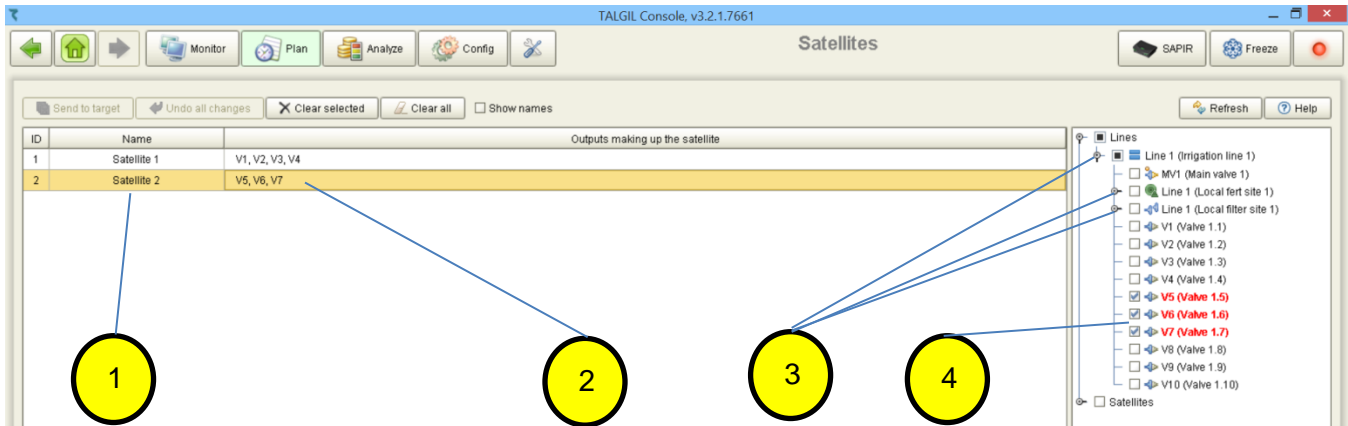 TALGIL Console, v3.2.1.7661
Monitor Plan Analyze Config Satellites SAPIR Freeze
Send to target Undo all changes Clear selected Clear all Show names Refresh Help
ID Name Outputs making up the satellite
1 Satellite 1 V1, V2, V3, V4
2 Satellite 2 V5, V6, V7
Lines
Line 1 (Irrigation line 1)
MV1 (Main valve 1)
Line 1 (Local fert site 1)
Line 1 (Local filter site 1)
V1 (Valve 1.1)
V2 (Valve 1.2)
V3 (Valve 1.3)
V4 (Valve 1.4)
V5 (Valve 1.5)
V6 (Valve 1.6)
V7 (Valve 1.7)
V8 (Valve 1.8)
V9 (Valve 1.9)
V10 (Valve 1.10)
Satellites
1 2 3 4